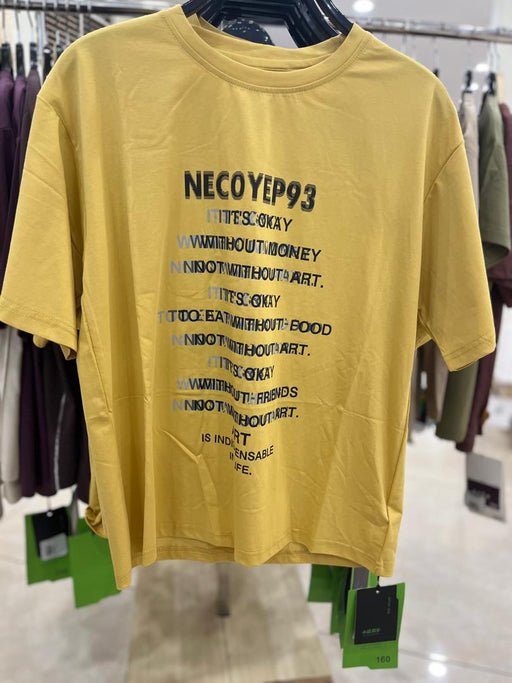 NECOYEP93
IT'S OKAY
WITHOUT MONEY
NOT WITHOUT ART.
IT'S OKAY
TO EAT WITHOUT FOOD
NOT WITHOUT ART.
IT'S OKAY
WITHOUT FRIENDS
NOT WITHOUT ART.
ART
IS INDISPENSABLE
LIFE.
160